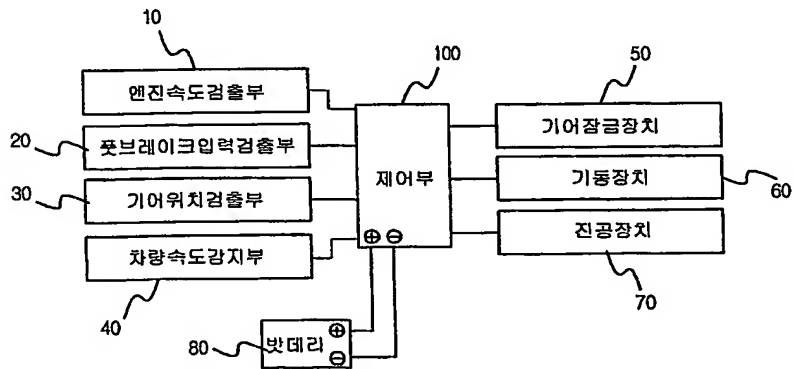 10
엔진속도검출부
20
풋브레이크입력검출부
30
기어위치검출부
차량속도감지부
40
100
제어부
⊕ ⊖
50
기어잠금장치
기동장치
60
진공장치
70
80
밧데리
⊕
⊖